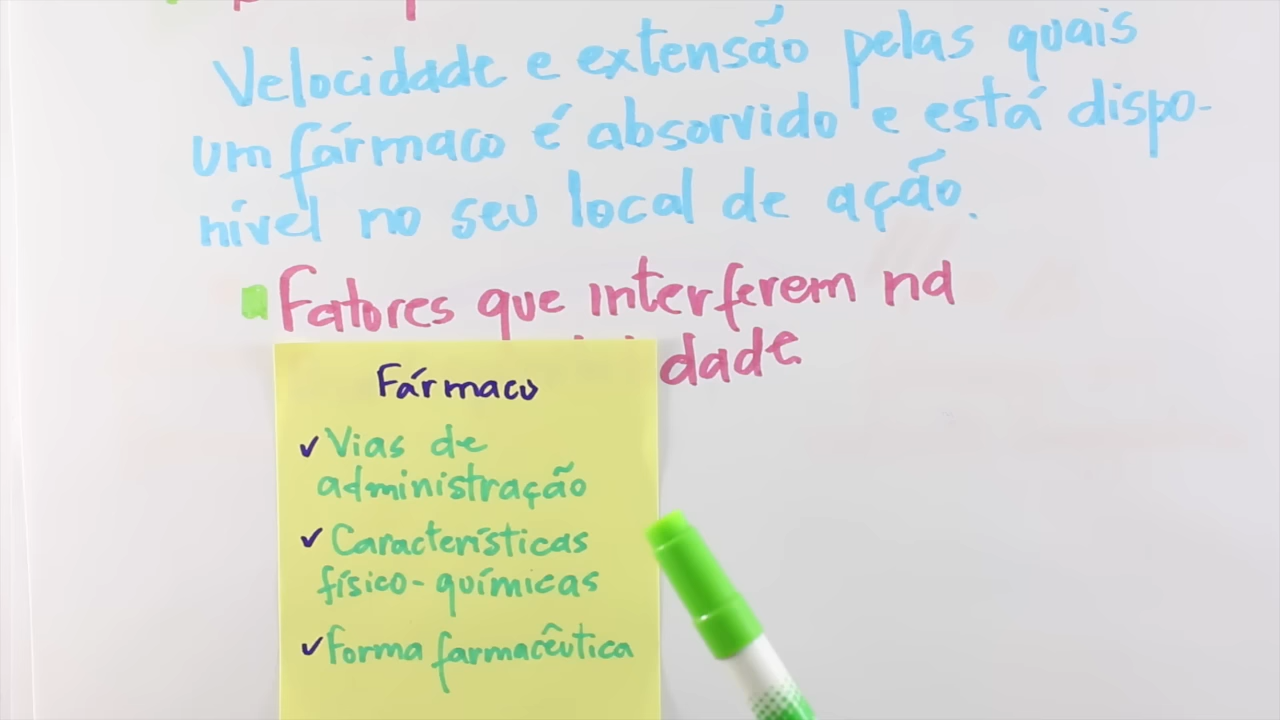 Velocidade e extensão pelas quais
um fármaco é absorvido e está dispo-
nível no seu local de ação.
Fatores que interferem na
dade
Fármaco
✓ Vias de
administração
✓ Características
físico-químicas
✓ Forma farmacêutica